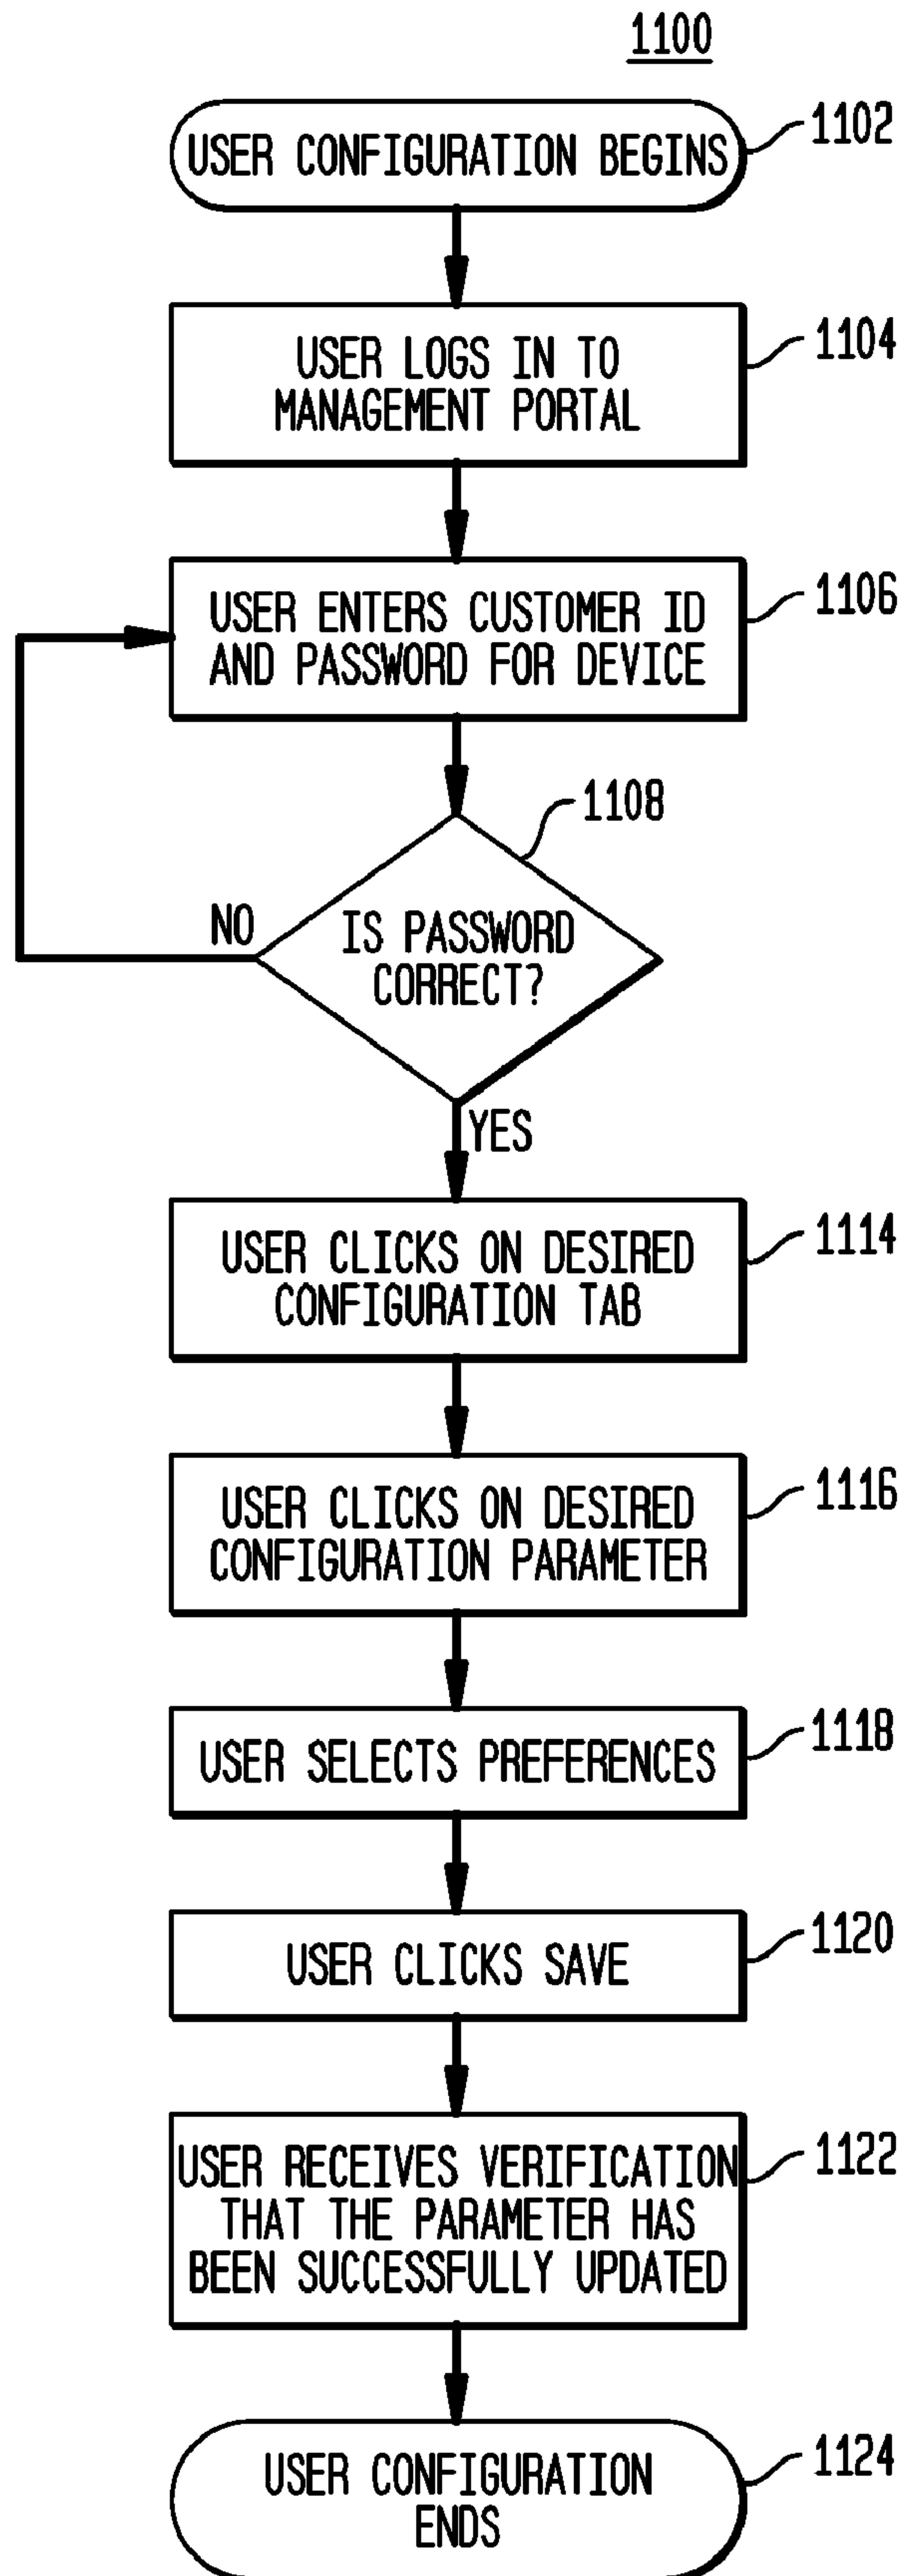 1100
USER CONFIGURATION BEGINS
1102
USER LOGS IN TO
MANAGEMENT PORTAL
1104
USER ENTERS CUSTOMER ID
AND PASSWORD FOR DEVICE
1106
1108
NO
IS PASSWORD
CORRECT?
YES
USER CLICKS ON DESIRED
CONFIGURATION TAB
1114
USER CLICKS ON DESIRED
CONFIGURATION PARAMETER
1116
USER SELECTS PREFERENCES
1118
USER CLICKS SAVE
1120
USER RECEIVES VERIFICATION
THAT THE PARAMETER HAS
BEEN SUCCESSFULLY UPDATED
1122
USER CONFIGURATION
ENDS
1124